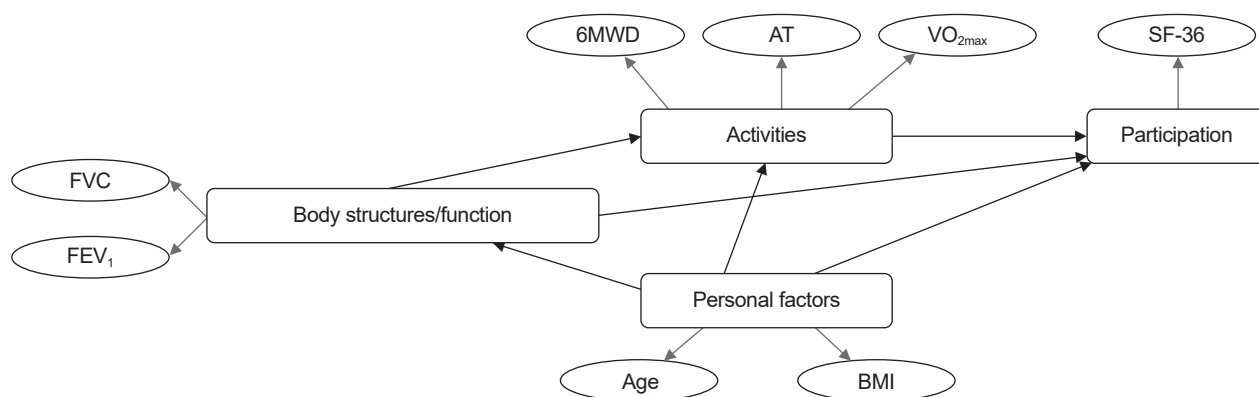 6MWD
AT
VO₂max
SF-36
Activities
Participation
FVC
Body structures/function
FEV₁
Personal factors
Age
BMI